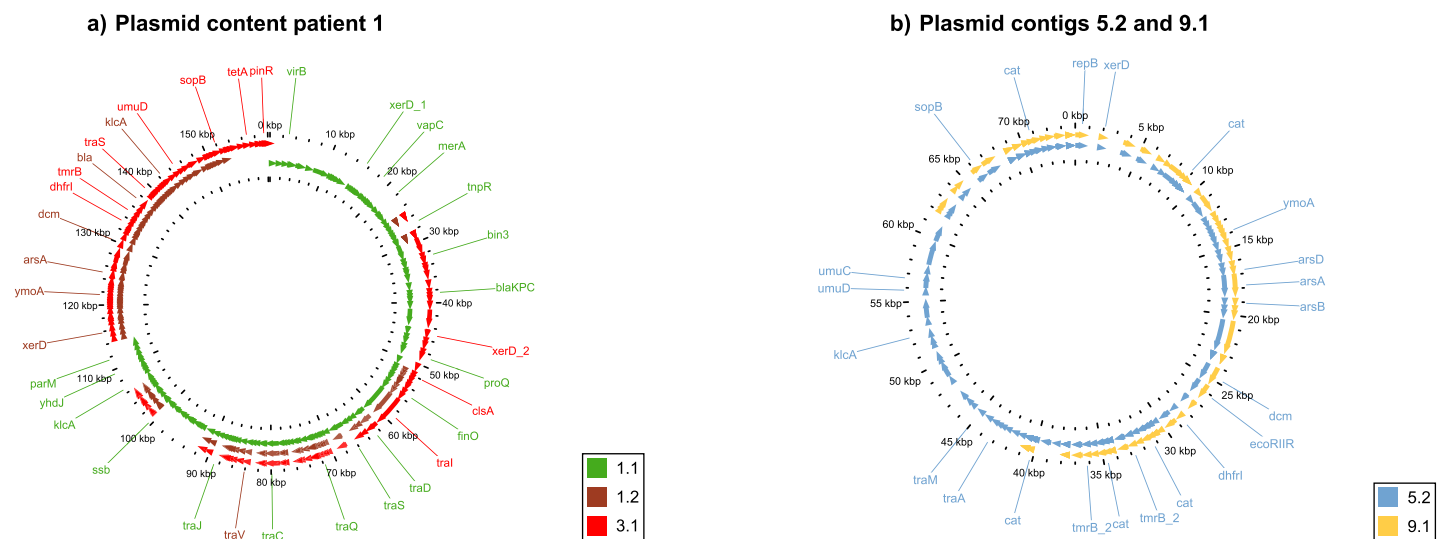 a) Plasmid content patient 1
tetA
pinR
virB
sopB
umuD
klcA
traS
bla
tmrB
dhfrI
dcm
arsA
ymoA
xerD
parM
yhdJ
klcA
ssb
traJ
traV
traC
traQ
traS
traD
traI
finO
clsA
proQ
xerD_2
blaKPC
bin3
tnpR
merA
vapC
xerD_1
0 kbp
10 kbp
20 kbp
30 kbp
40 kbp
50 kbp
60 kbp
70 kbp
80 kbp
90 kbp
100 kbp
110 kbp
120 kbp
130 kbp
140 kbp
150 kbp
1.1
1.2
3.1
b) Plasmid contigs 5.2 and 9.1
repB
xerD
cat
ymoA
arsD
arsA
arsB
dcm
ecoRIIR
dhfrI
cat
tmrB_2
cat
tmrB_2
cat
traA
traM
klcA
umuD
umuC
sopB
cat
0 kbp
5 kbp
10 kbp
15 kbp
20 kbp
25 kbp
30 kbp
35 kbp
40 kbp
45 kbp
50 kbp
55 kbp
60 kbp
65 kbp
70 kbp
5.2
9.1